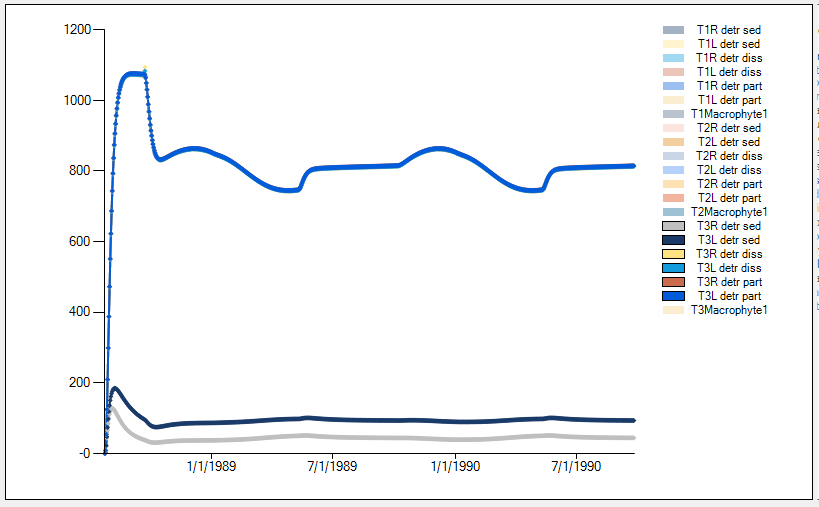 1200
1000
800
600
400
200
-0
1/1/1989
7/1/1989
1/1/1990
7/1/1990
T1R detr sed
T1L detr sed
T1R detr diss
T1L detr diss
T1R detr part
T1L detr part
T1Macrophyte1
T2R detr sed
T2L detr sed
T2R detr diss
T2L detr diss
T2R detr part
T2L detr part
T2Macrophyte1
T3R detr sed
T3L detr sed
T3R detr diss
T3L detr diss
T3R detr part
T3L detr part
T3Macrophyte1